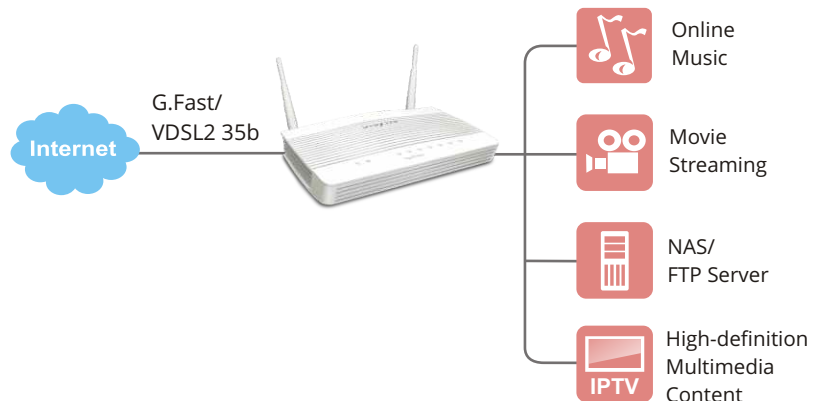 Online
Music
G.Fast/
VDSL2 35b
Internet
Movie
Streaming
NAS/
FTP Server
High-definition
Multimedia
Content
IPTV